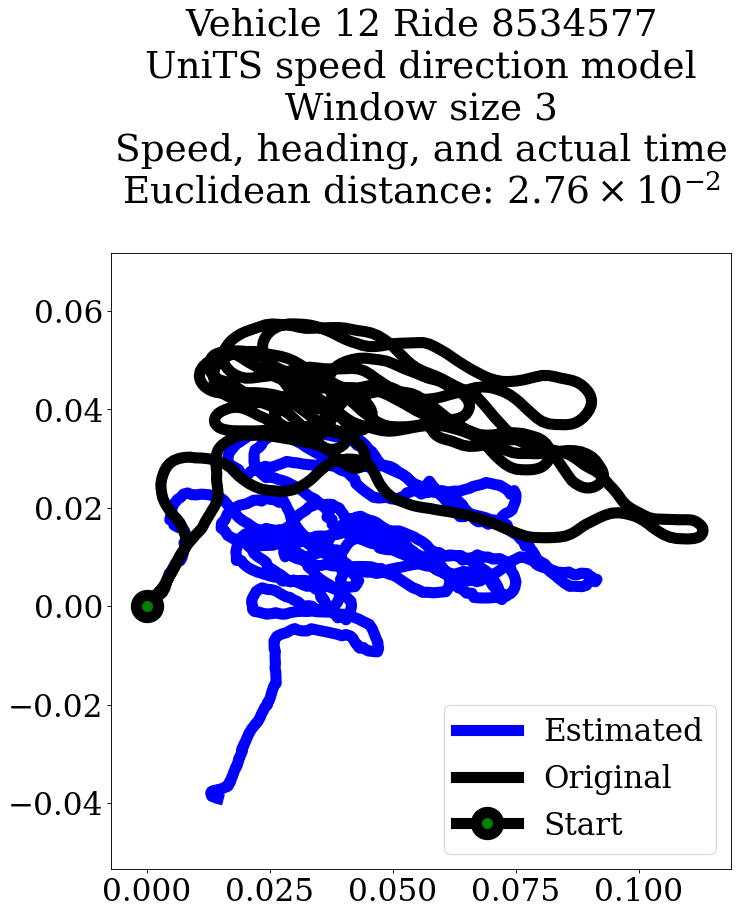 Vehicle 12 Ride 8534577
UniTS speed direction model
Window size 3
Speed, heading, and actual time
Euclidean distance: 2.76 × 10⁻²
0.06
0.04
0.02
0.00
−0.02
−0.04
Estimated
Original
Start
0.000 0.025 0.050 0.075 0.100